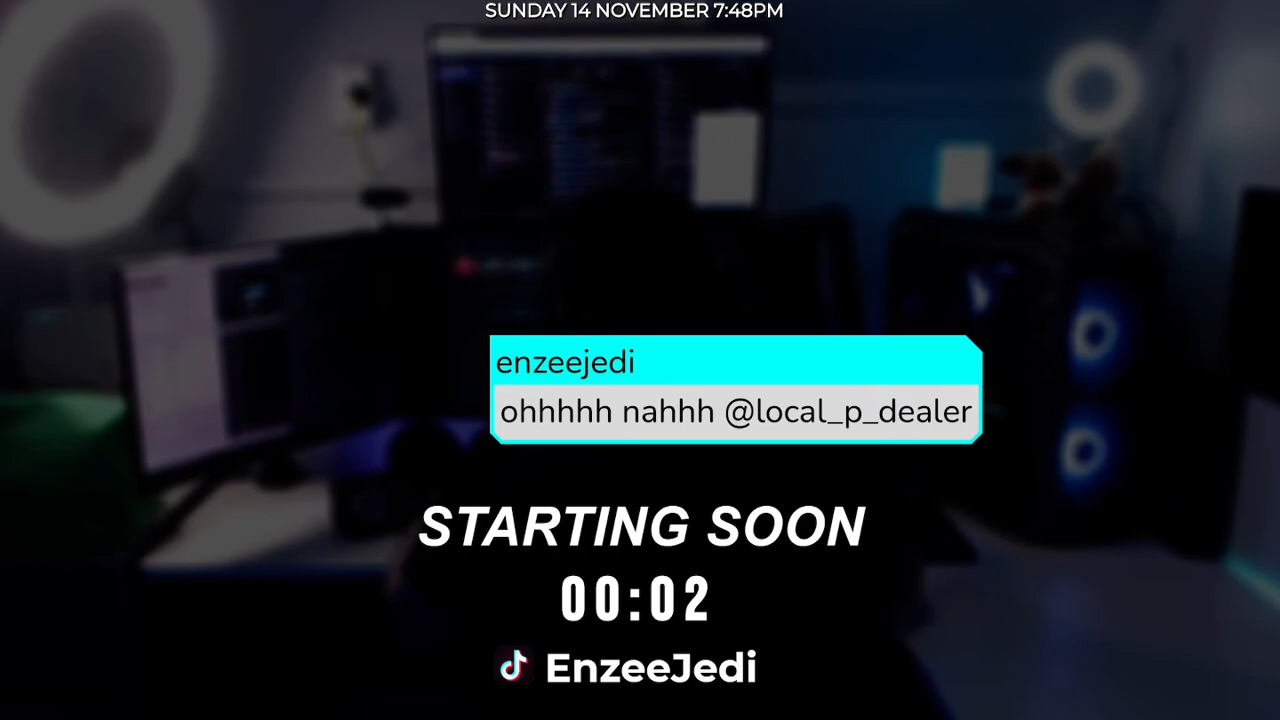 SUNDAY 14 NOVEMBER 7:48PM
enzeejedi
ohhhhh nahhh @local_p_dealer
STARTING SOON
00:02
EnzeeJedi